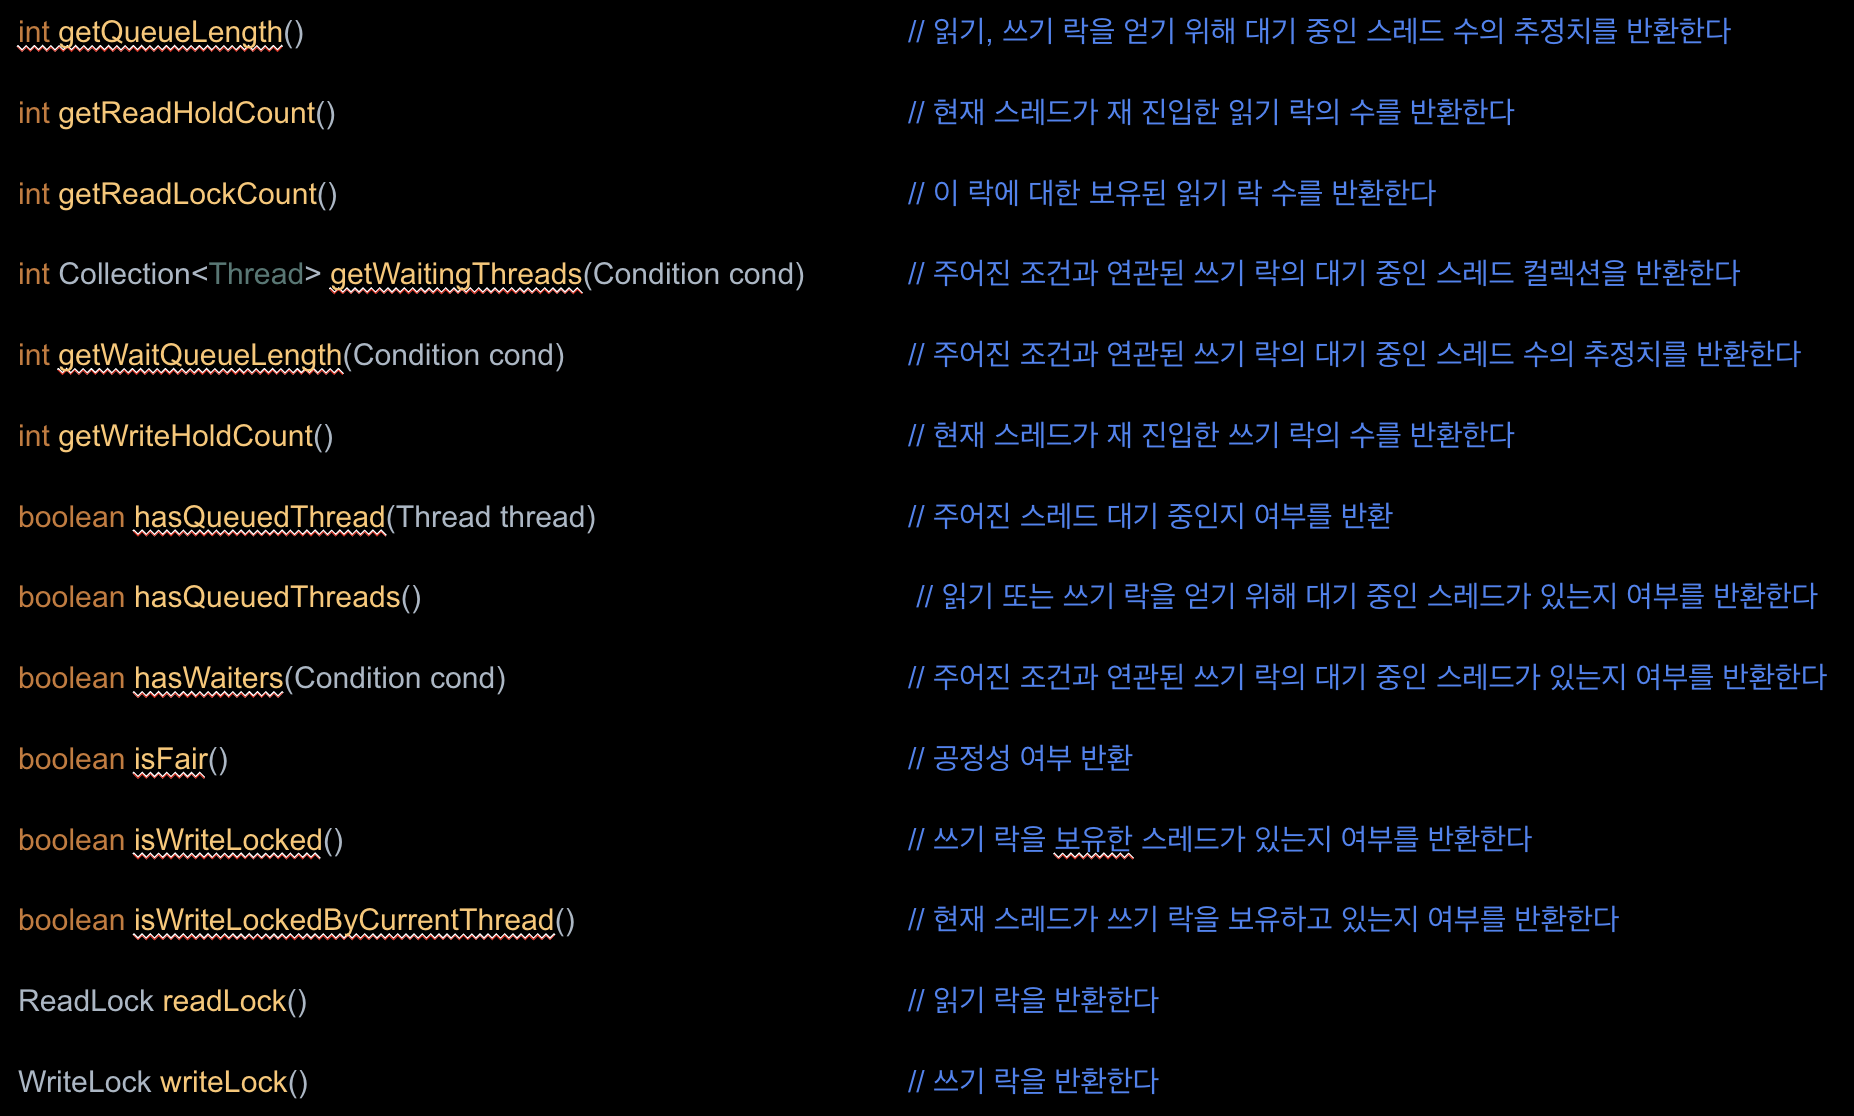 int getQueueLength() // 읽기, 쓰기 락을 얻기 위해 대기 중인 스레드 수의 추정치를 반환한다
int getReadHoldCount() // 현재 스레드가 재 진입한 읽기 락의 수를 반환한다
int getReadLockCount() // 이 락에 대한 보유된 읽기 락 수를 반환한다
int Collection<Thread> getWaitingThreads(Condition cond) // 주어진 조건과 연관된 쓰기 락의 대기 중인 스레드 컬렉션을 반환한다
int getWaitQueueLength(Condition cond) // 주어진 조건과 연관된 쓰기 락의 대기 중인 스레드 수의 추정치를 반환한다
int getWriteHoldCount() // 현재 스레드가 재 진입한 쓰기 락의 수를 반환한다
boolean hasQueuedThread(Thread thread) // 주어진 스레드 대기 중인지 여부를 반환
boolean hasQueuedThreads() // 읽기 또는 쓰기 락을 얻기 위해 대기 중인 스레드가 있는지 여부를 반환한다
boolean hasWaiters(Condition cond) // 주어진 조건과 연관된 쓰기 락의 대기 중인 스레드가 있는지 여부를 반환한다
boolean isFair() // 공정성 여부 반환
boolean isWriteLocked() // 쓰기 락을 보유한 스레드가 있는지 여부를 반환한다
boolean isWriteLockedByCurrentThread() // 현재 스레드가 쓰기 락을 보유하고 있는지 여부를 반환한다
ReadLock readLock() // 읽기 락을 반환한다
WriteLock writeLock() // 쓰기 락을 반환한다